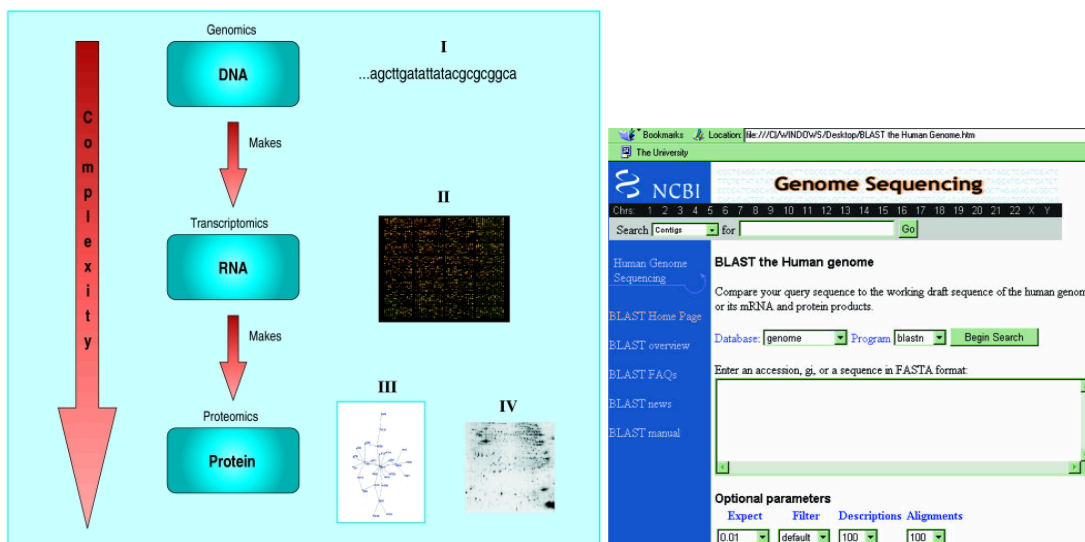 Genomics
I
DNA
...agcttgatattatacgcgcggca
Complexity
Makes
II
Transcriptomics
RNA
Makes
III
IV
Proteomics
Protein
Bookmarks Location: file:///C|/WINDOWS/Desktop/BLAST the Human Genome.htm
The University
NCBI
Genome Sequencing
Chrs: 1 2 3 4 5 6 7 8 9 10 11 12 13 14 15 16 17 18 19 20 21 22 X Y
Search Contigs for Go
Human Genome
Sequencing
BLAST Home Page
BLAST overview
BLAST FAQs
BLAST news
BLAST manual
BLAST the Human genome
Compare your query sequence to the working draft sequence of the human genom
or its mRNA and protein products.
Database: genome Program blastn Begin Search
Enter an accession, gi, or a sequence in FASTA format:
Optional parameters
Expect Filter Descriptions Alignments
0.01 default 100 100